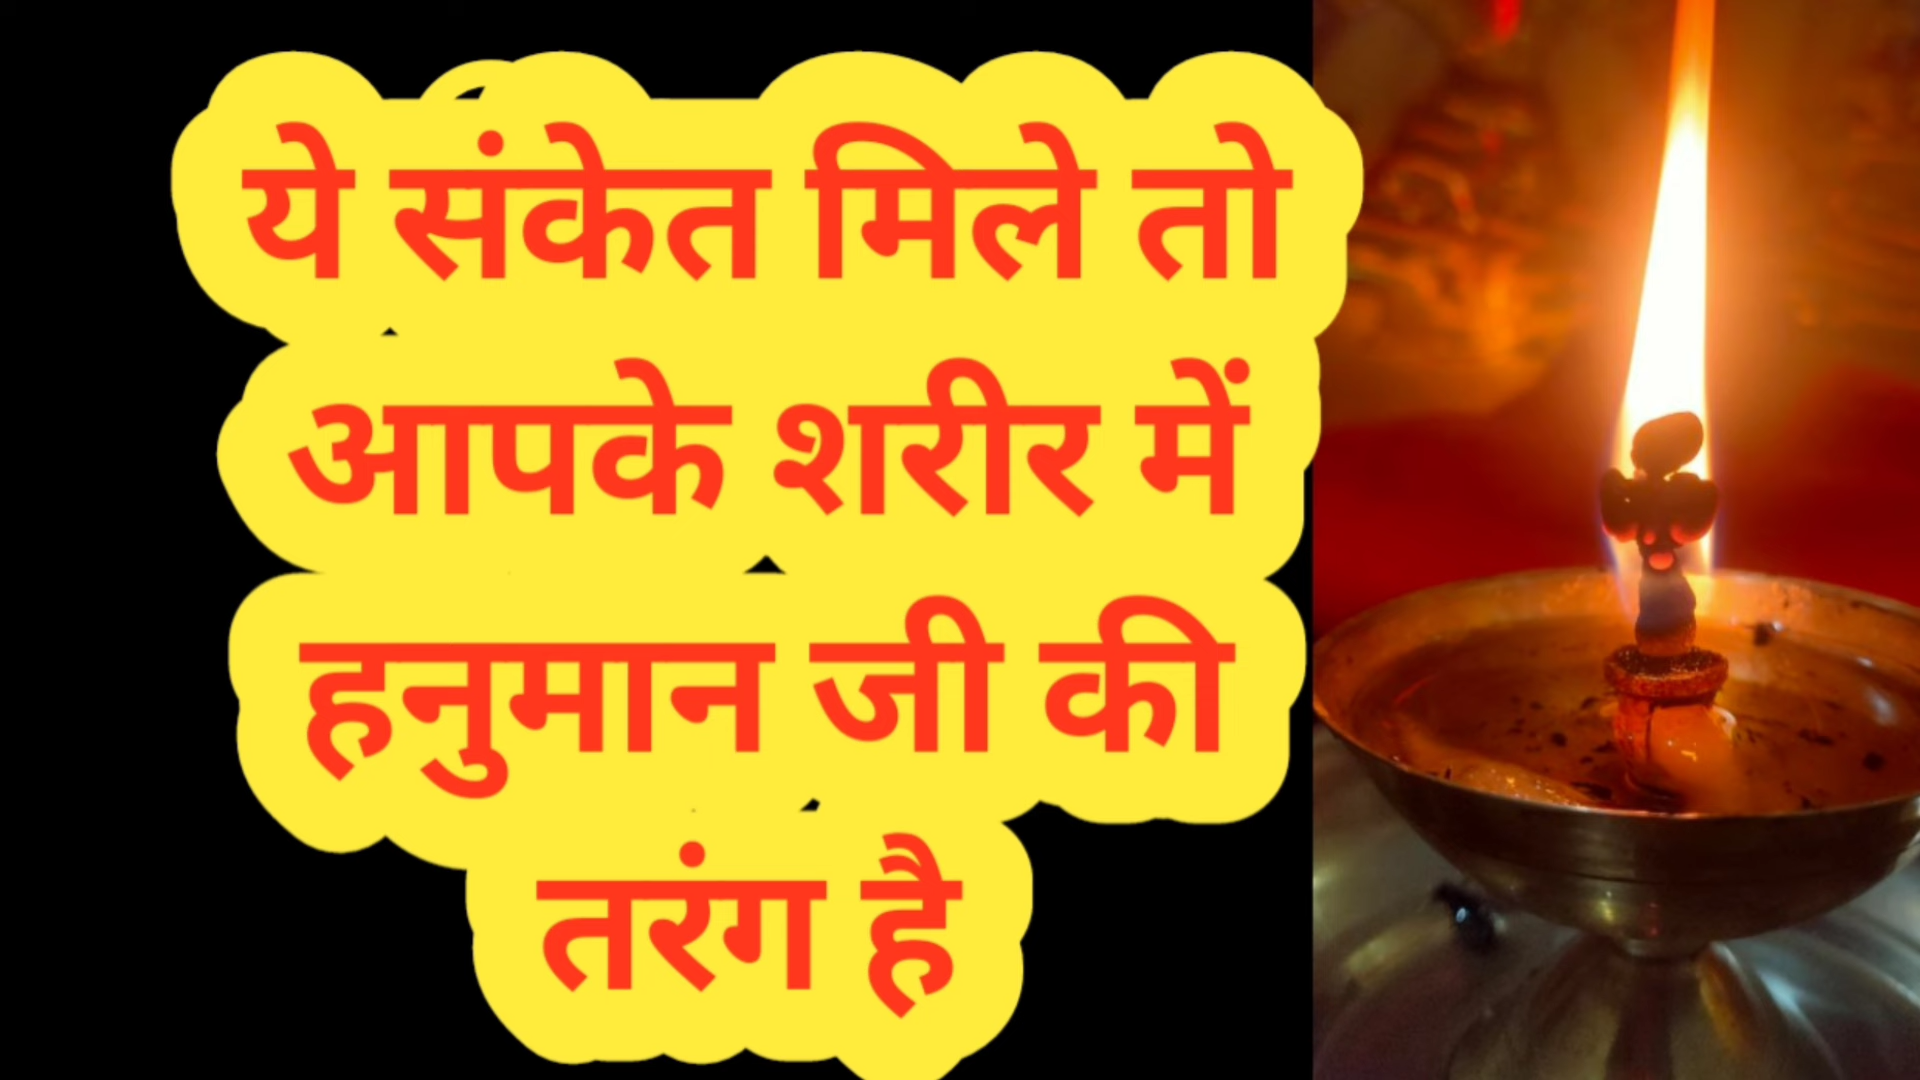 ये संकेत मिले तो
आपके शरीर में
हनुमान जी की
तरंग है